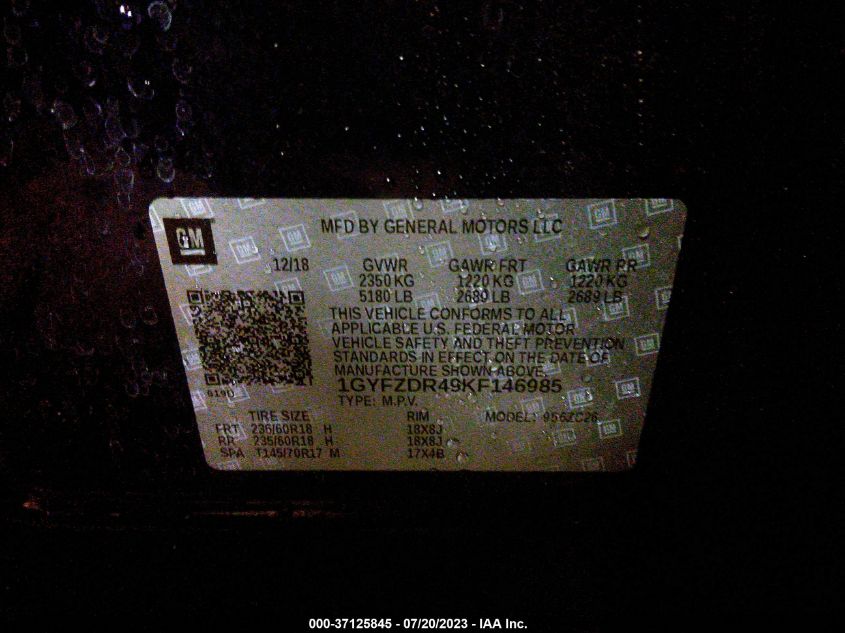 GM
MFD BY GENERAL MOTORS LLC
12/18 GVWR GAWR FRT GAWR RR
2350 KG 1220 KG 1220 KG
5180 LB 2689 LB 2689 LB
THIS VEHICLE CONFORMS TO ALL
APPLICABLE U.S. FEDERAL MOTOR
VEHICLE SAFETY AND THEFT PREVENTION
STANDARDS IN EFFECT ON THE DATE OF
MANUFACTURE SHOWN ABOVE.
1GYFZDR49KF146985
TYPE: M.P.V.
TIRE SIZE RIM MODEL:
FRT 235/60R18 H 18X8J
RR 235/60R18 H 18X8J
SPA T145/70R17 M 17X4B
000-37125845 - 07/20/2023 - IAA Inc.